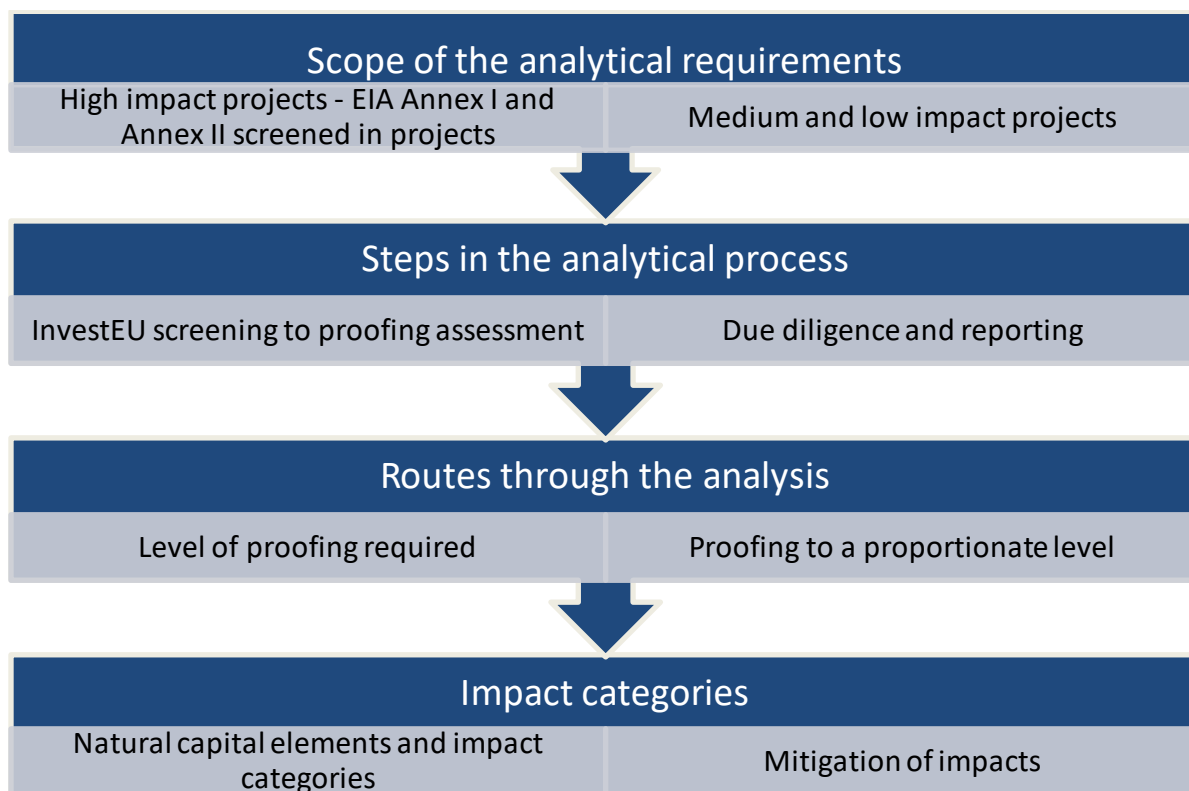 Scope of the analytical requirements
High impact projects - EIA Annex I and
Annex II screened in projects
Medium and low impact projects
Steps in the analytical process
InvestEU screening to proofing assessment
Due diligence and reporting
Routes through the analysis
Level of proofing required
Proofing to a proportionate level
Impact categories
Natural capital elements and impact
categories
Mitigation of impacts